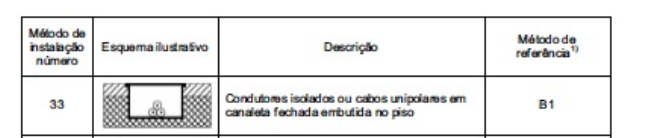 Método de instalação número
Esquema ilustrativo
Descrição
Método de referência¹⁾
33
Condutores isolados ou cabos unipolares em
canaleta fechada embutida no piso
B1